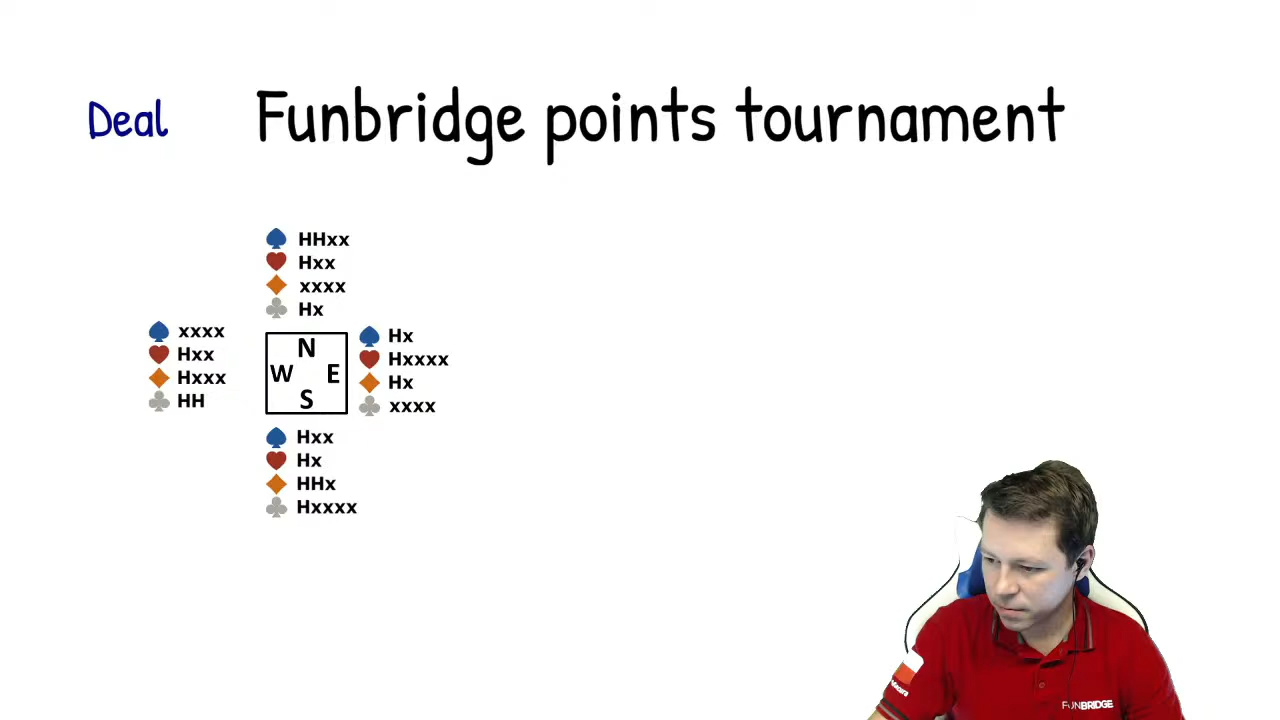 Deal
Funbridge points tournament
HHxx
Hxx
xxxx
Hx
xxxx
Hxx
Hxxx
HH
N
W E
S
Hx
Hxxxx
Hx
xxxx
Hxx
Hx
HHx
Hxxxx
FUNBRIDGE